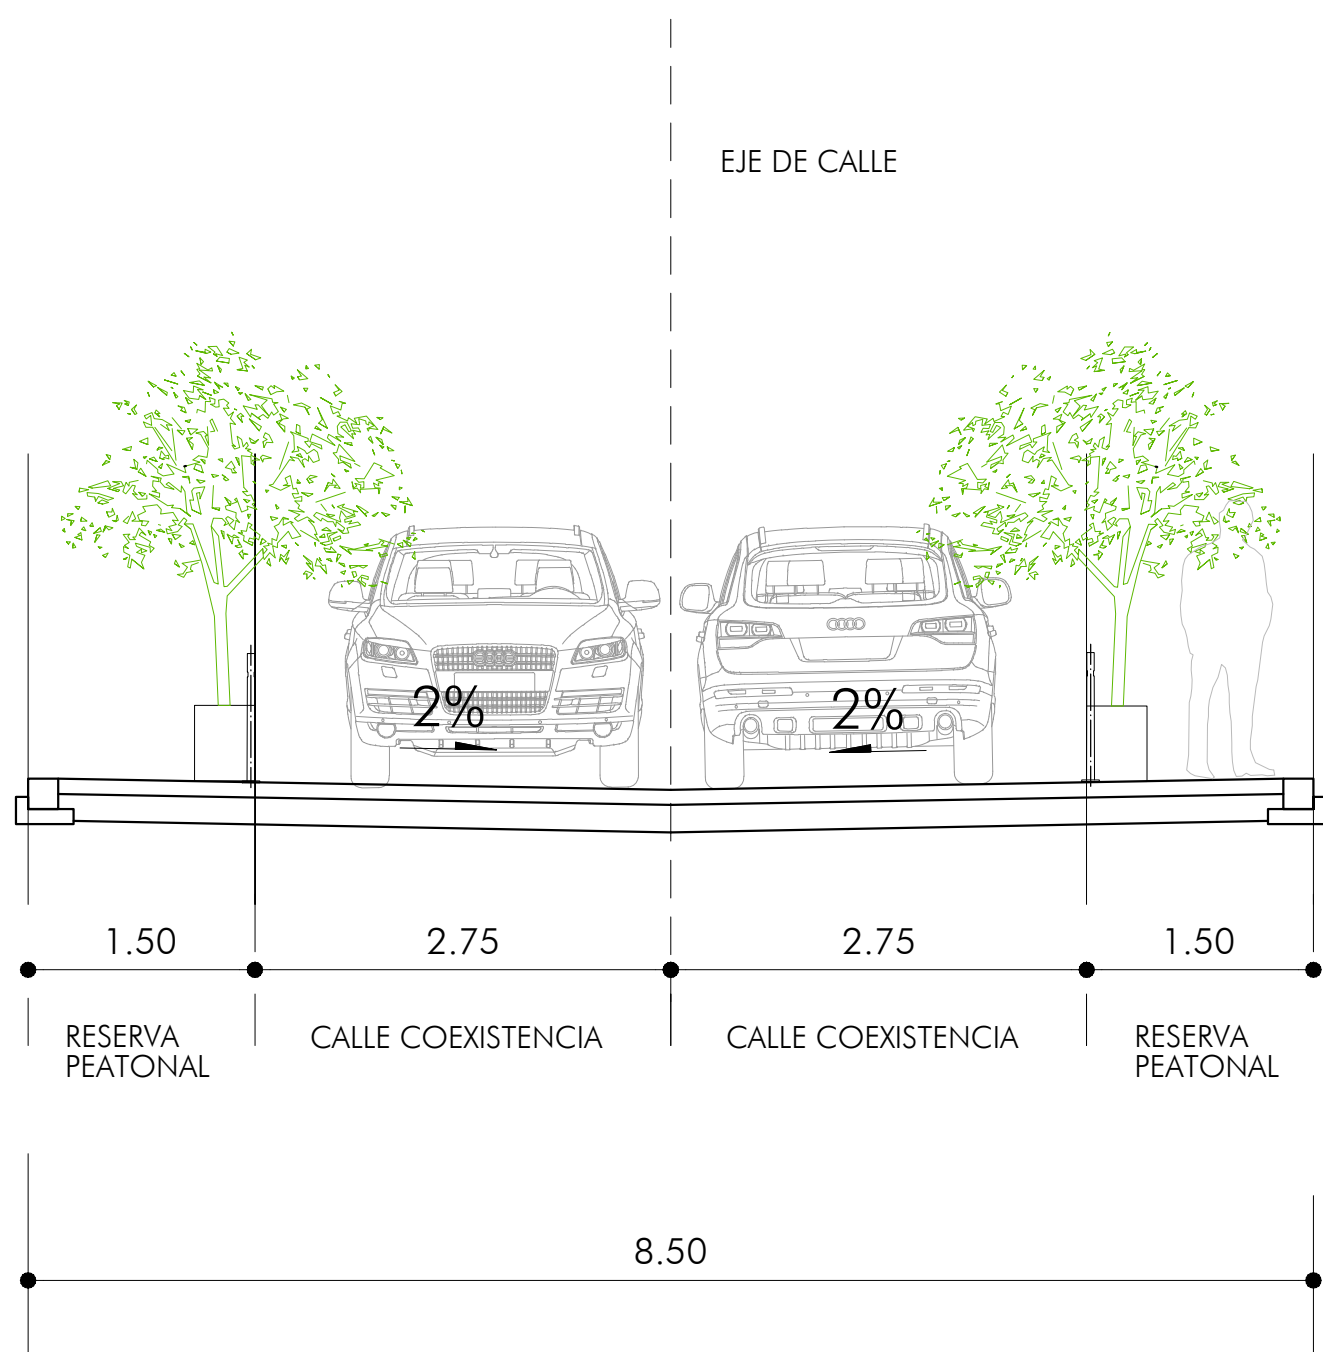 EJE DE CALLE
2%
2%
1.50
2.75
2.75
1.50
RESERVA
PEATONAL
CALLE COEXISTENCIA
CALLE COEXISTENCIA
RESERVA
PEATONAL
8.50